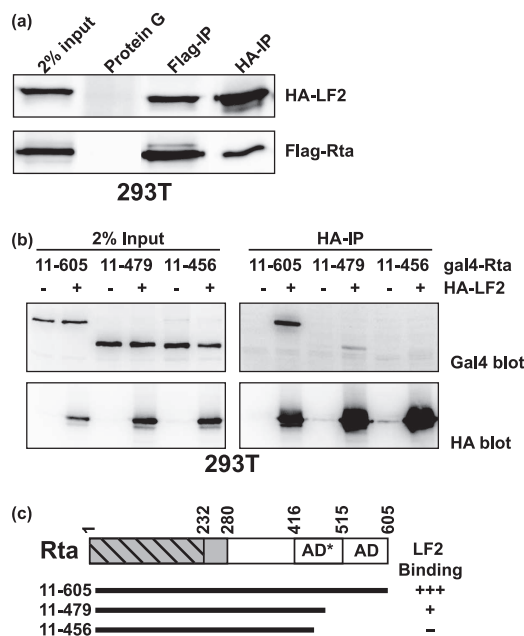 (a)
2% input
Protein G
Flag-IP
HA-IP
HA-LF2
Flag-Rta
293T
(b)
2% Input HA-IP
11-605 11-479 11-456 11-605 11-479 11-456 gal4-Rta
- + - + - + - + - + - + HA-LF2
Gal4 blot
HA blot
293T
(c)
1 232 280 416 515 605
Rta AD* AD LF2
Binding
11-605 +++
11-479 +
11-456 –